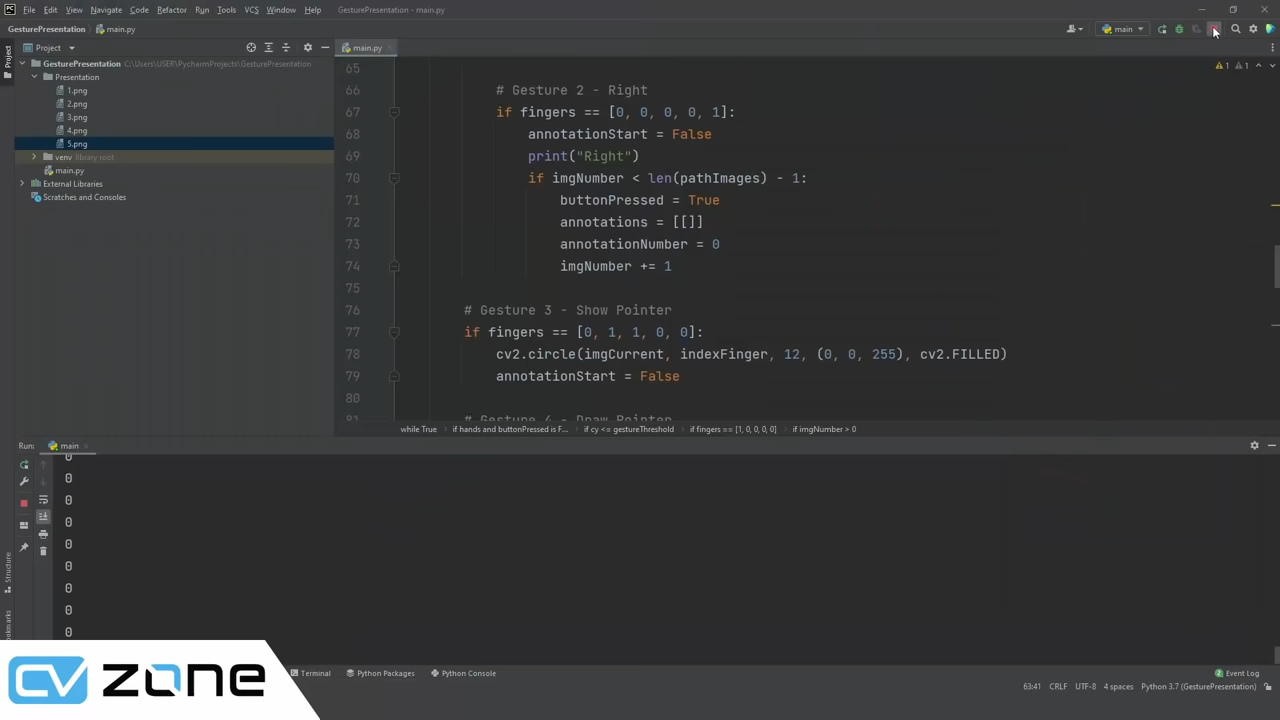 PC File Edit View Navigate Code Refactor Run Tools VCS Window Help GesturePresentation - main.py
GesturePresentation main.py main
Project main.py
Project
GesturePresentation C:\Users\USER\PycharmProjects\GesturePresentation
Presentation
1.png
2.png
3.png
4.png
5.png
venv library root
main.py
External Libraries
Scratches and Consoles
1 1
65
66 # Gesture 2 - Right
67 if fingers == [0, 0, 0, 0, 1]:
68 annotationStart = False
69 print("Right")
70 if imgNumber < len(pathImages) - 1:
71 buttonPressed = True
72 annotations = [[]]
73 annotationNumber = 0
74 imgNumber += 1
75
76 # Gesture 3 - Show Pointer
77 if fingers == [0, 1, 1, 0, 0]:
78 cv2.circle(imgCurrent, indexFinger, 12, (0, 0, 255), cv2.FILLED)
79 annotationStart = False
80
81 # Gesture 4 - Draw Pointer
while True if hands and buttonPressed is F... if cy <= gestureThreshold if fingers == [1, 0, 0, 0, 0] if imgNumber > 0
Run: main
0
0
0
0
0
0
0
0
0
Structure
Bookmarks
CV ZONE
Terminal Python Packages Python Console 2 Event Log
63:41 CRLF UTF-8 4 spaces Python 3.7 (GesturePresentation)